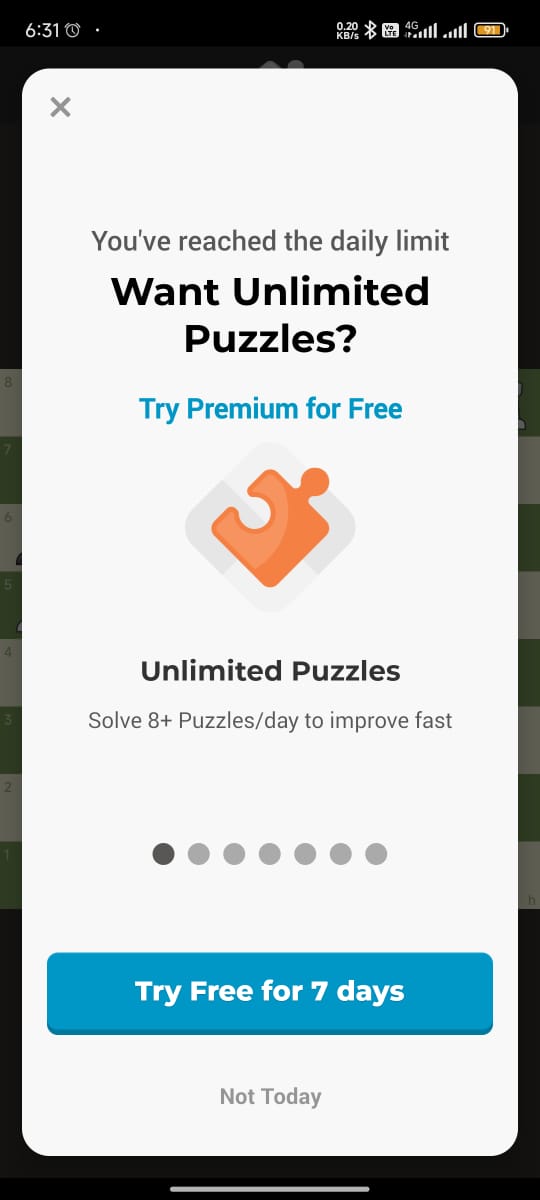 6:31
0.20
KB/s
Vo
LTE
4G
91
You've reached the daily limit
Want Unlimited
Puzzles?
Try Premium for Free
8
7
6
5
4
3
2
1
h
Unlimited Puzzles
Solve 8+ Puzzles/day to improve fast
Try Free for 7 days
Not Today